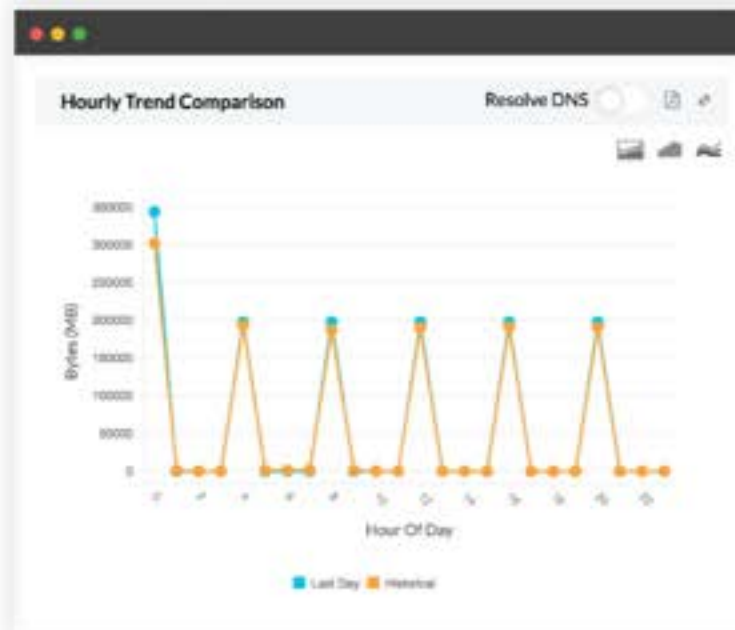 Hourly Trend Comparison
Resolve DNS
350000
300000
250000
200000
150000
100000
50000
0
Bytes (MB)
Hour Of Day
Last Day
Historical